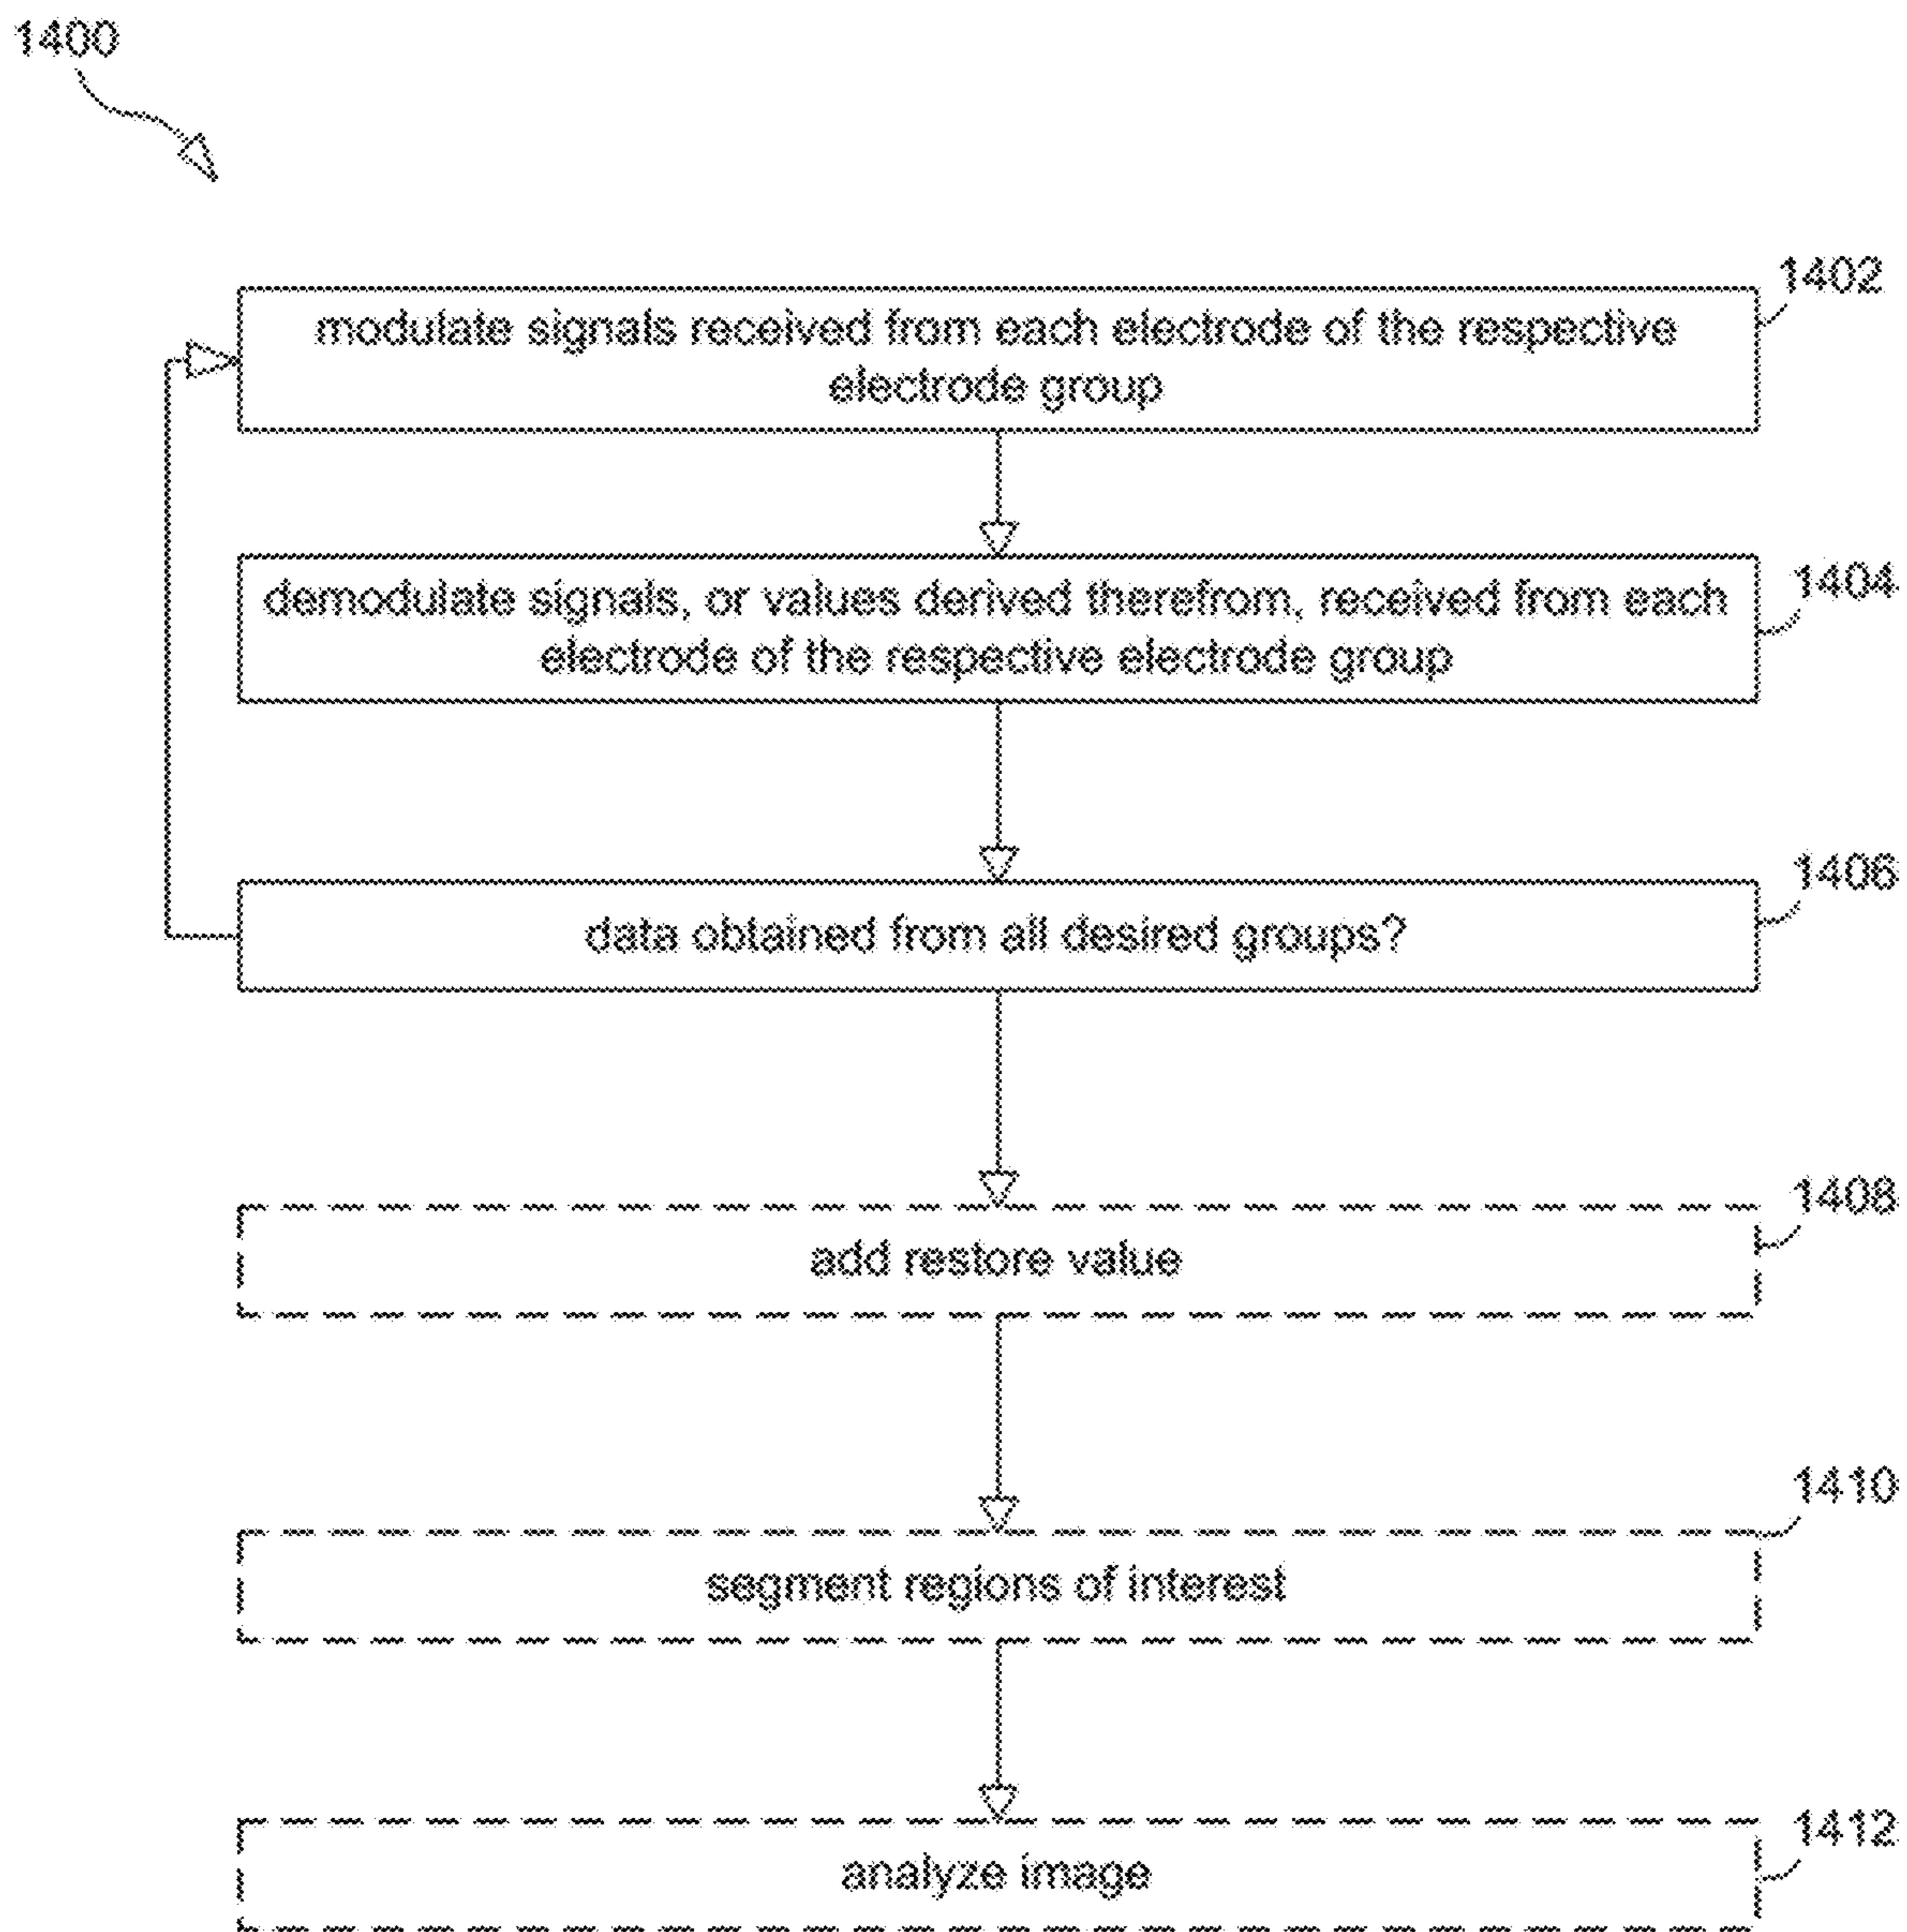 1400
1402
modulate signals received from each electrode of the respective
electrode group
1404
demodulate signals, or values derived therefrom, received from each
electrode of the respective electrode group
1406
data obtained from all desired groups?
1408
add restore value
1410
segment regions of interest
1412
analyze image